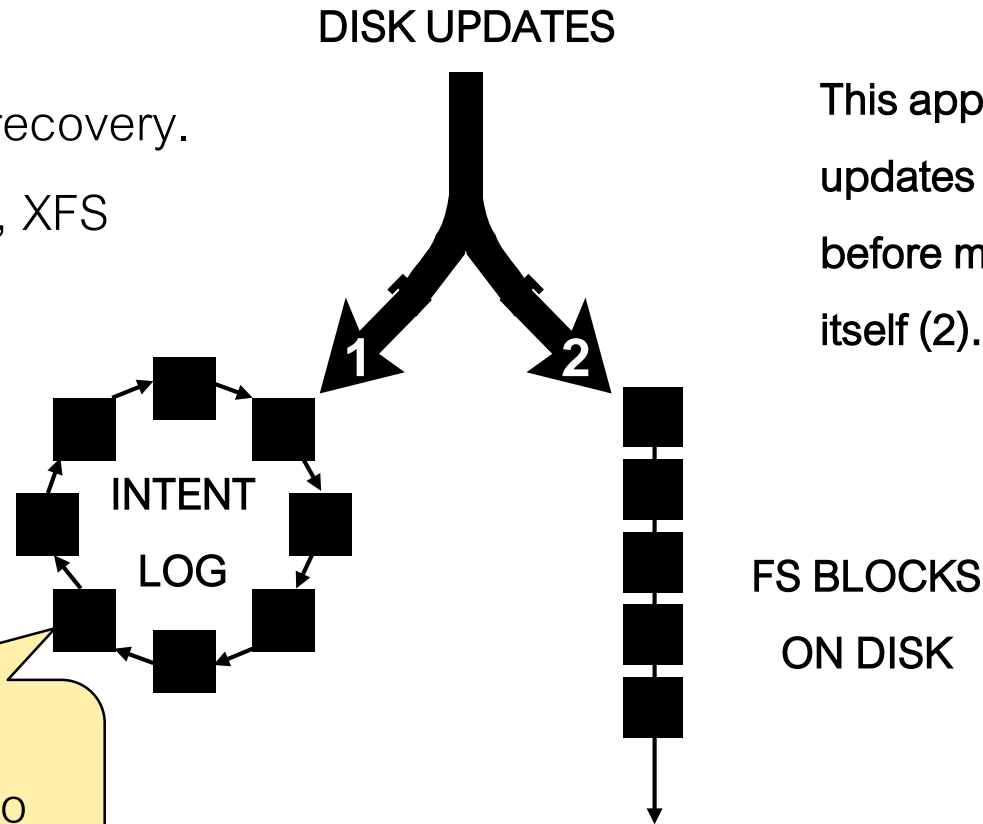 DISK UPDATES
recovery.
, XFS
This app
updates
before m
itself (2).
1
2
INTENT
LOG
FS BLOCKS
ON DISK
o